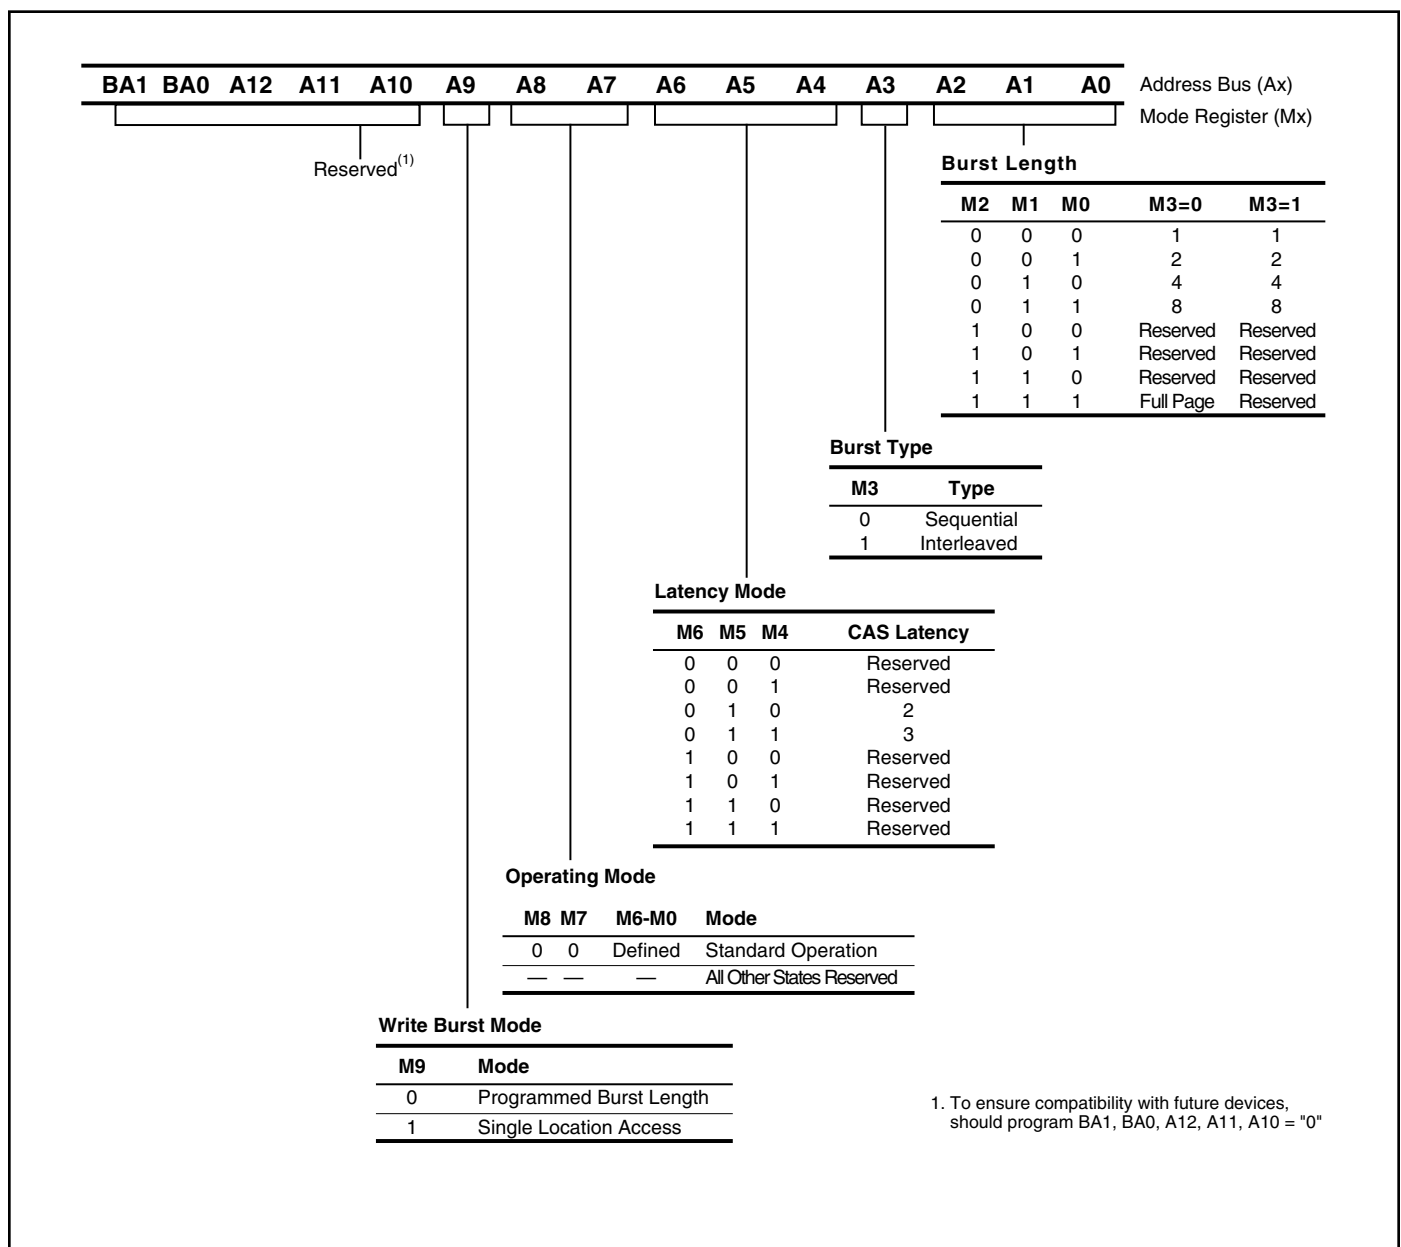 BA1 BA0 A12 A11 A10 A9 A8 A7 A6 A5 A4 A3 A2 A1 A0 Address Bus (Ax)
Mode Register (Mx)
Reserved(1)
Burst Length
M2 M1 M0 M3=0 M3=1
0 0 0 1 1
0 0 1 2 2
0 1 0 4 4
0 1 1 8 8
1 0 0 Reserved Reserved
1 0 1 Reserved Reserved
1 1 0 Reserved Reserved
1 1 1 Full Page Reserved
Burst Type
M3 Type
0 Sequential
1 Interleaved
Latency Mode
M6 M5 M4 CAS Latency
0 0 0 Reserved
0 0 1 Reserved
0 1 0 2
0 1 1 3
1 0 0 Reserved
1 0 1 Reserved
1 1 0 Reserved
1 1 1 Reserved
Operating Mode
M8 M7 M6-M0 Mode
0 0 Defined Standard Operation
— — — All Other States Reserved
Write Burst Mode
M9 Mode
0 Programmed Burst Length
1 Single Location Access
1. To ensure compatibility with future devices,
should program BA1, BA0, A12, A11, A10 = "0"